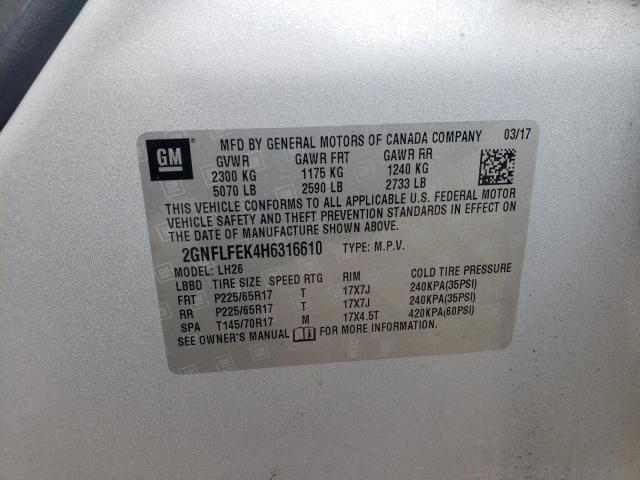 GM
MFD BY GENERAL MOTORS OF CANADA COMPANY 03/17
GVWR GAWR FRT GAWR RR
2300 KG 1175 KG 1240 KG
5070 LB 2590 LB 2733 LB
THIS VEHICLE CONFORMS TO ALL APPLICABLE U.S. FEDERAL MOTOR
VEHICLE SAFETY AND THEFT PREVENTION STANDARDS IN EFFECT ON
THE DATE OF MANUFACTURE SHOWN ABOVE.
2GNFLFEK4H6316610 TYPE: M.P.V.
MODEL: LH26
LBBD TIRE SIZE SPEED RTG RIM COLD TIRE PRESSURE
FRT P225/65R17 T 17X7J 240KPA(35PSI)
RR P225/65R17 T 17X7J 240KPA(35PSI)
SPA T145/70R17 M 17X4.5T 420KPA(60PSI)
SEE OWNER'S MANUAL FOR MORE INFORMATION.